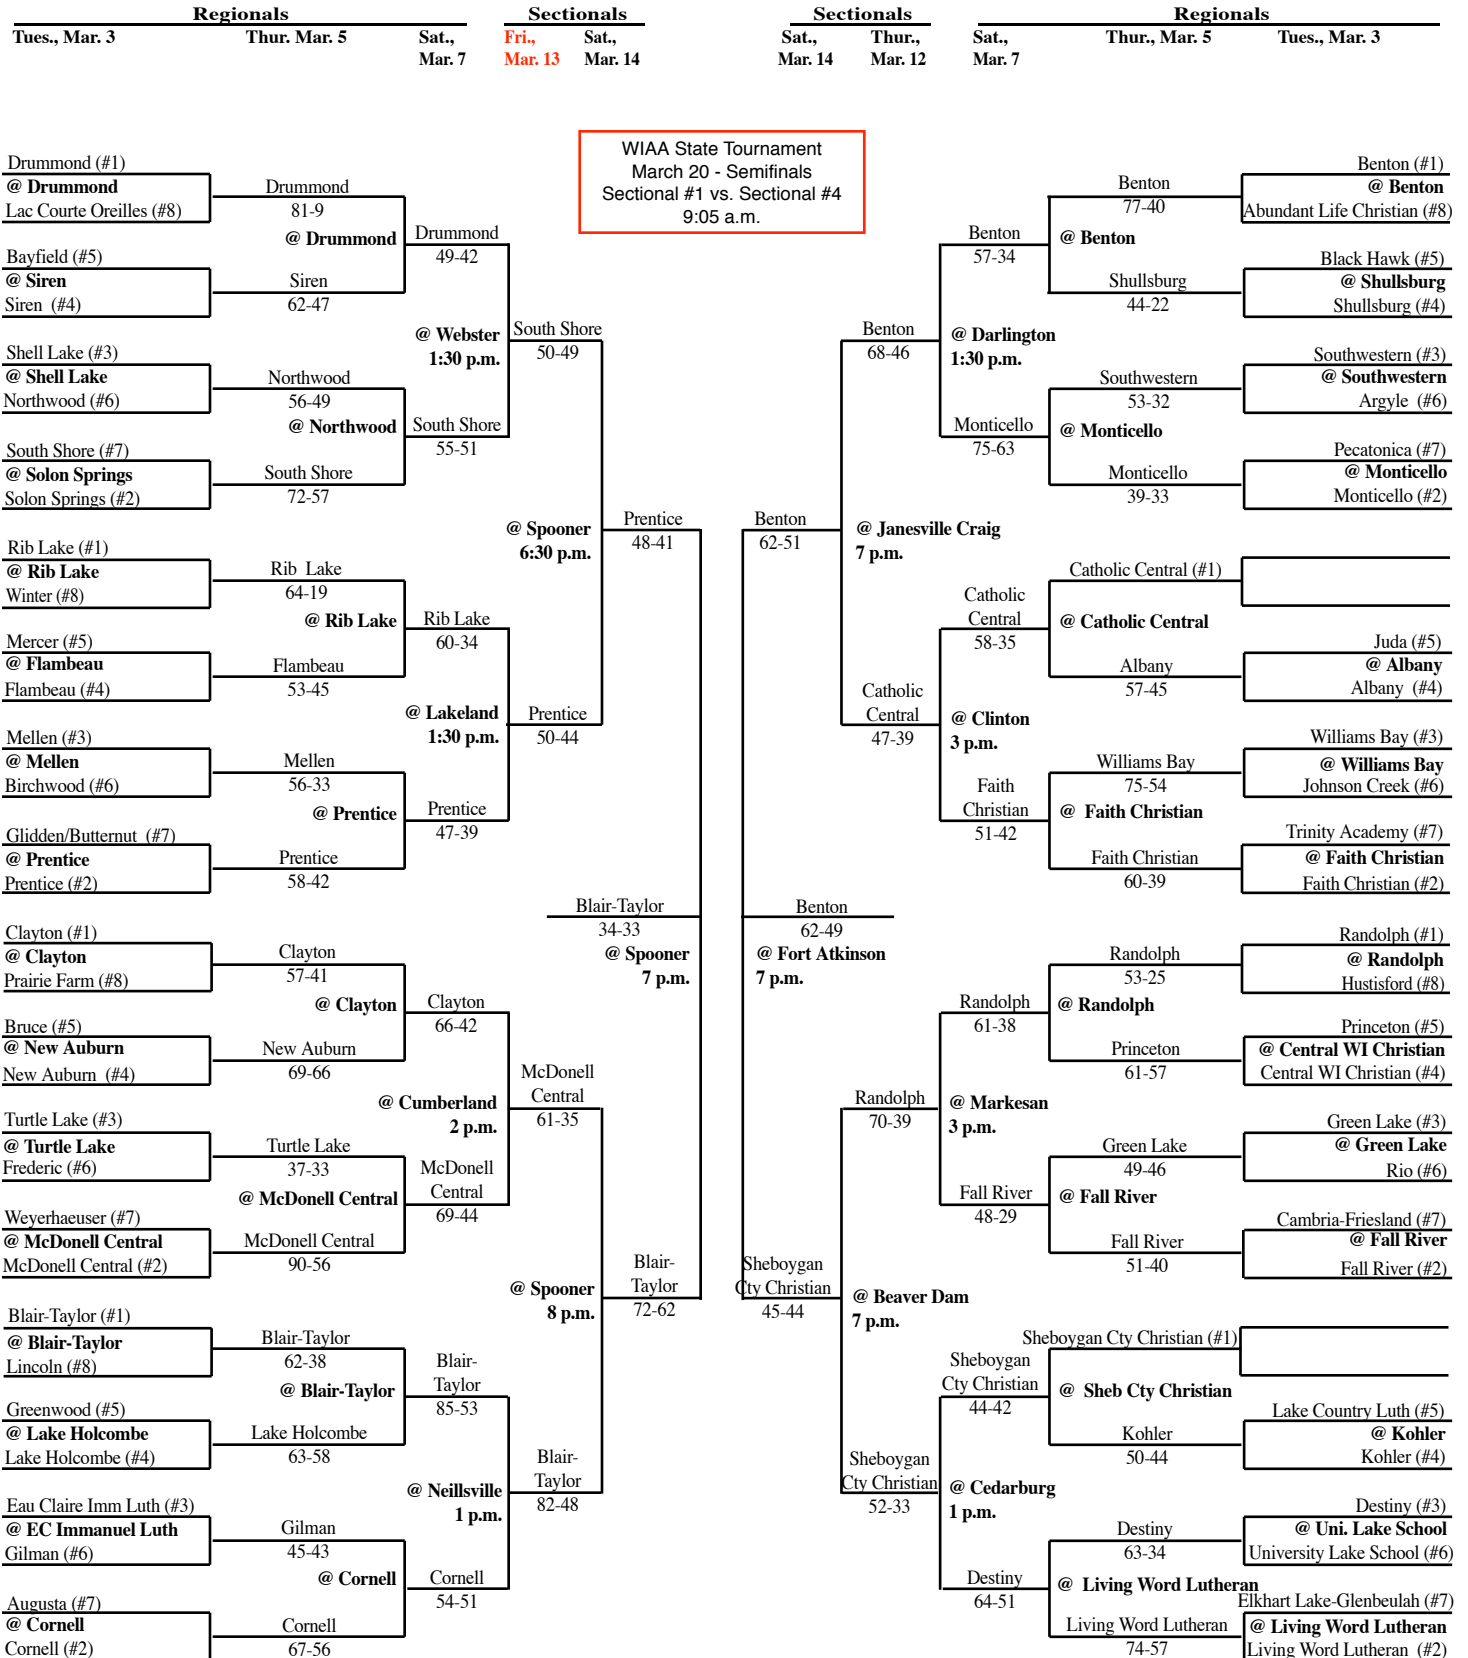 Regionals
Sectionals
Sectionals
Regionals
Tues., Mar. 3
Thur. Mar. 5
Sat.,
Mar. 7
Fri.,
Mar. 13
Sat.,
Mar. 14
Sat.,
Mar. 14
Thur.,
Mar. 12
Sat.,
Mar. 7
Thur., Mar. 5
Tues., Mar. 3
WIAA State Tournament
March 20 - Semifinals
Sectional #1 vs. Sectional #4
9:05 a.m.
Drummond (#1)
@ Drummond
Lac Courte Oreilles (#8)
Bayfield (#5)
@ Siren
Siren (#4)
Shell Lake (#3)
@ Shell Lake
Northwood (#6)
South Shore (#7)
@ Solon Springs
Solon Springs (#2)
Rib Lake (#1)
@ Rib Lake
Winter (#8)
Mercer (#5)
@ Flambeau
Flambeau (#4)
Mellen (#3)
@ Mellen
Birchwood (#6)
Glidden/Butternut (#7)
@ Prentice
Prentice (#2)
Clayton (#1)
@ Clayton
Prairie Farm (#8)
Bruce (#5)
@ New Auburn
New Auburn (#4)
Turtle Lake (#3)
@ Turtle Lake
Frederic (#6)
Weyerhaeuser (#7)
@ McDonell Central
McDonell Central (#2)
Blair-Taylor (#1)
@ Blair-Taylor
Lincoln (#8)
Greenwood (#5)
@ Lake Holcombe
Lake Holcombe (#4)
Eau Claire Imm Luth (#3)
@ EC Immanuel Luth
Gilman (#6)
Augusta (#7)
@ Cornell
Cornell (#2)
Drummond
81-9
@ Drummond
Siren
62-47
Northwood
56-49
@ Northwood
South Shore
72-57
Rib Lake
64-19
@ Rib Lake
Flambeau
53-45
Mellen
56-33
@ Prentice
Prentice
58-42
Clayton
57-41
@ Clayton
New Auburn
69-66
Turtle Lake
37-33
@ McDonell Central
McDonell Central
90-56
Blair-Taylor
62-38
@ Blair-Taylor
Lake Holcombe
63-58
Gilman
45-43
@ Cornell
Cornell
67-56
Drummond
49-42
@ Webster
1:30 p.m.
South Shore
55-51
Rib Lake
60-34
@ Lakeland
1:30 p.m.
Prentice
47-39
Clayton
66-42
@ Cumberland
2 p.m.
McDonell
Central
69-44
Blair-
Taylor
85-53
@ Neillsville
1 p.m.
Cornell
54-51
South Shore
50-49
@ Spooner
6:30 p.m.
Prentice
50-44
McDonell
Central
61-35
@ Spooner
8 p.m.
Blair-
Taylor
82-48
Prentice
48-41
Blair-Taylor
34-33
@ Spooner
7 p.m.
Blair-
Taylor
72-62
Benton
62-51
Benton
62-49
@ Fort Atkinson
7 p.m.
Sheboygan
Cty Christian
45-44
Benton
68-46
@ Janesville Craig
7 p.m.
Catholic
Central
47-39
Randolph
70-39
@ Beaver Dam
7 p.m.
Sheboygan
Cty Christian
52-33
Benton
57-34
@ Darlington
1:30 p.m.
Monticello
75-63
Catholic
Central
58-35
@ Clinton
3 p.m.
Faith
Christian
51-42
Randolph
61-38
@ Markesan
3 p.m.
Fall River
48-29
Sheboygan
Cty Christian
44-42
@ Cedarburg
1 p.m.
Destiny
64-51
Benton
77-40
@ Benton
Shullsburg
44-22
Southwestern
53-32
@ Monticello
Monticello
39-33
Catholic Central (#1)
@ Catholic Central
Albany
57-45
Williams Bay
75-54
@ Faith Christian
Faith Christian
60-39
Randolph
53-25
@ Randolph
Princeton
61-57
Green Lake
49-46
@ Fall River
Fall River
51-40
Sheboygan Cty Christian (#1)
@ Sheb Cty Christian
Kohler
50-44
Destiny
63-34
@ Living Word Lutheran
Living Word Lutheran
74-57
Benton (#1)
@ Benton
Abundant Life Christian (#8)
Black Hawk (#5)
@ Shullsburg
Shullsburg (#4)
Southwestern (#3)
@ Southwestern
Argyle (#6)
Pecatonica (#7)
@ Monticello
Monticello (#2)
Juda (#5)
@ Albany
Albany (#4)
Williams Bay (#3)
@ Williams Bay
Johnson Creek (#6)
Trinity Academy (#7)
@ Faith Christian
Faith Christian (#2)
Randolph (#1)
@ Randolph
Hustisford (#8)
Princeton (#5)
@ Central WI Christian
Central WI Christian (#4)
Green Lake (#3)
@ Green Lake
Rio (#6)
Cambria-Friesland (#7)
@ Fall River
Fall River (#2)
Lake Country Luth (#5)
@ Kohler
Kohler (#4)
Destiny (#3)
@ Uni. Lake School
University Lake School (#6)
Elkhart Lake-Glenbeulah (#7)
@ Living Word Lutheran
Living Word Lutheran (#2)